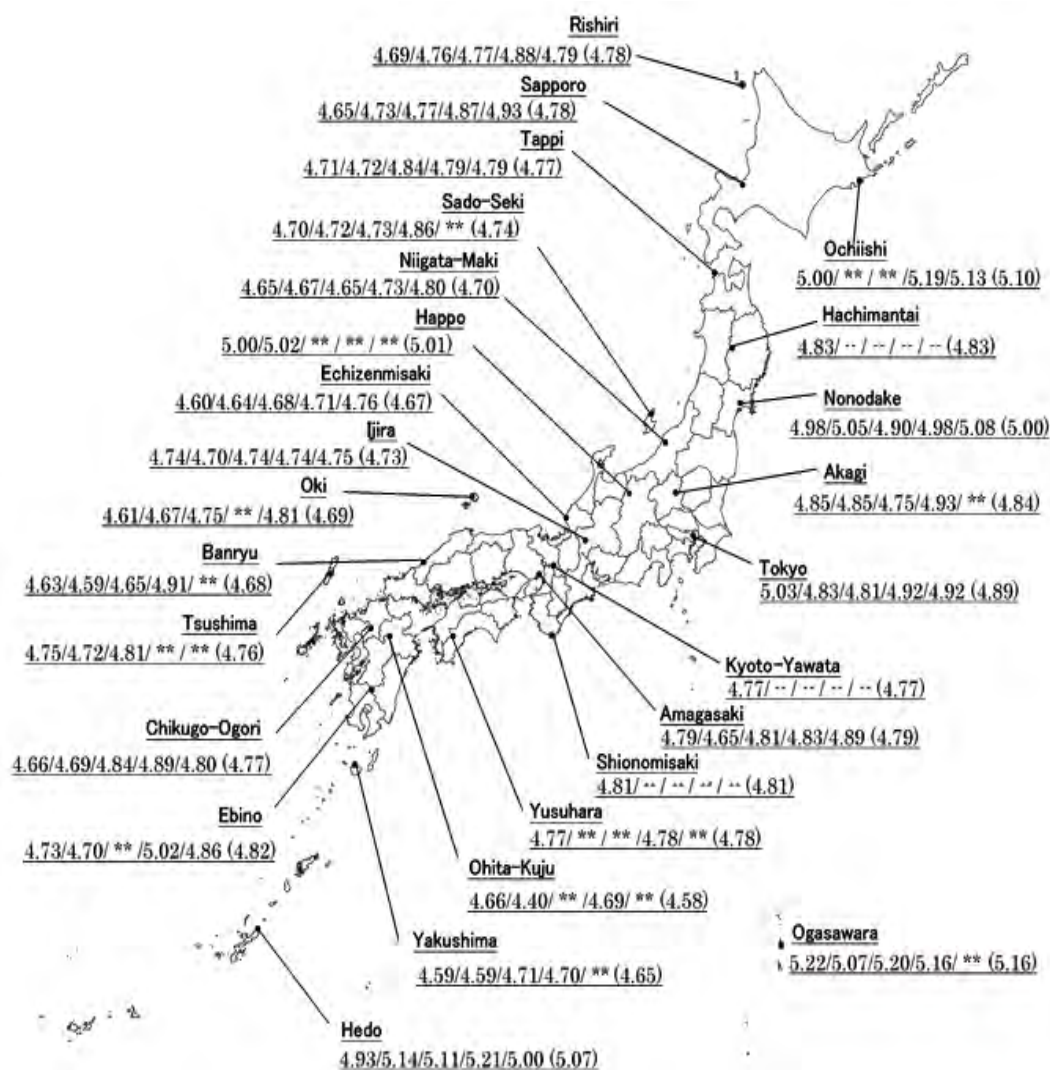 Rishiri
4.69/4.76/4.77/4.88/4.79 (4.78)
Sapporo
4.65/4.73/4.77/4.87/4.93 (4.78)
Tappi
4.71/4.72/4.84/4.79/4.79 (4.77)
Sado-Seki
4.70/4.72/4.73/4.86/ ** (4.74)
Niigata-Maki
4.65/4.67/4.65/4.73/4.80 (4.70)
Happo
5.00/5.02/ ** / ** / ** (5.01)
Echizenmisaki
4.60/4.64/4.68/4.71/4.76 (4.67)
Ijira
4.74/4.70/4.74/4.74/4.75 (4.73)
Oki
4.61/4.67/4.75/ ** /4.81 (4.69)
Banryu
4.63/4.59/4.65/4.91/ ** (4.68)
Tsushima
4.75/4.72/4.81/ ** / ** (4.76)
Chikugo-Ogori
4.66/4.69/4.84/4.89/4.80 (4.77)
Ebino
4.73/4.70/ ** /5.02/4.86 (4.82)
Ochiishi
5.00/ ** / ** /5.19/5.13 (5.10)
Hachimantai
4.83/ -- / -- / -- / -- (4.83)
Nonodake
4.98/5.05/4.90/4.98/5.08 (5.00)
Akagi
4.85/4.85/4.75/4.93/ ** (4.84)
Tokyo
5.03/4.83/4.81/4.92/4.92 (4.89)
Kyoto-Yawata
4.77/ -- / -- / -- / -- (4.77)
Amagasaki
4.79/4.65/4.81/4.83/4.89 (4.79)
Shionomisaki
4.81/ -- / -- / -- / -- (4.81)
Yusuhara
4.77/ ** / ** /4.78/ ** (4.78)
Ohita-Kuju
4.66/4.40/ ** /4.69/ ** (4.58)
Yakushima
4.59/4.59/4.71/4.70/ ** (4.65)
Ogasawara
5.22/5.07/5.20/5.16/ ** (5.16)
Hedo
4.93/5.14/5.11/5.21/5.00 (5.07)